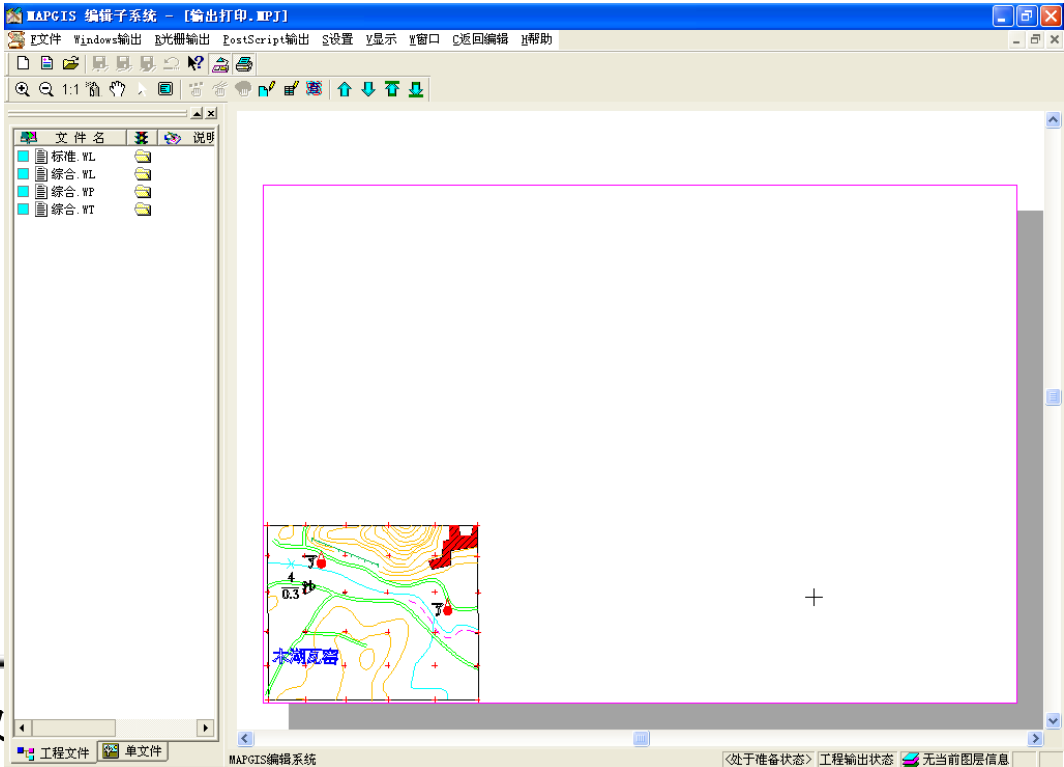 MAPGIS 编辑子系统 - [输出打印.MPJ]
F文件 Windows输出 R光栅输出 PostScript输出 S设置 V显示 W窗口 C返回编辑 H帮助
1:1
文件名 说明
标准.WL
综合.WL
综合.WP
综合.WT
4
0.3 沙
木湖瓦窑
工程文件 单文件
MAPGIS编辑系统 <处于准备状态> 工程输出状态 无当前图层信息